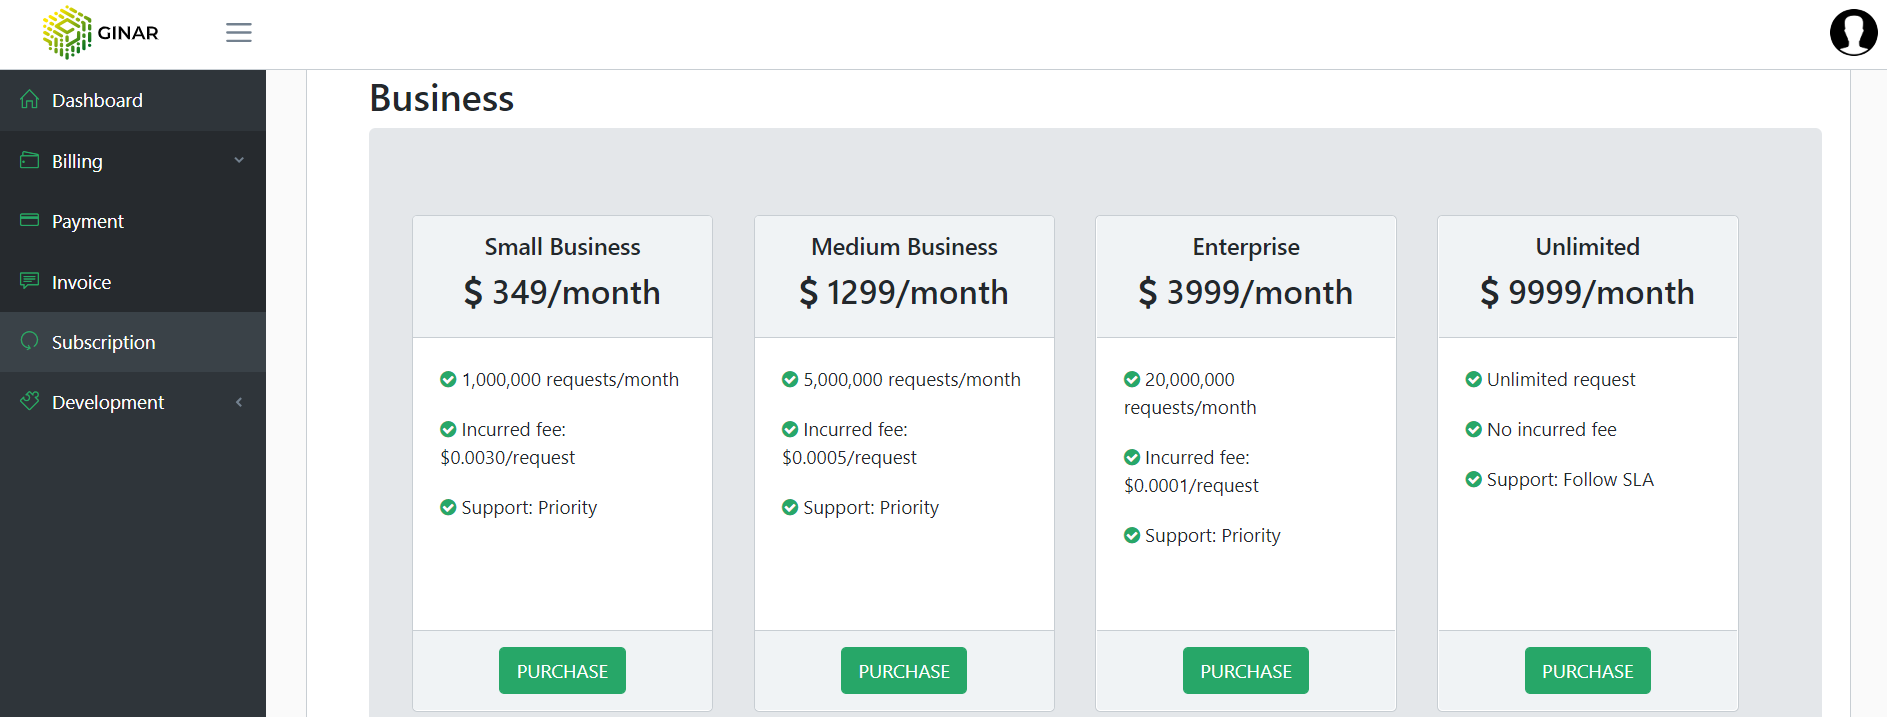 GINAR
Dashboard
Billing
Payment
Invoice
Subscription
Development
Business
Small Business
$ 349/month
1,000,000 requests/month
Incurred fee:
$0.0030/request
Support: Priority
PURCHASE
Medium Business
$ 1299/month
5,000,000 requests/month
Incurred fee:
$0.0005/request
Support: Priority
PURCHASE
Enterprise
$ 3999/month
20,000,000
requests/month
Incurred fee:
$0.0001/request
Support: Priority
PURCHASE
Unlimited
$ 9999/month
Unlimited request
No incurred fee
Support: Follow SLA
PURCHASE